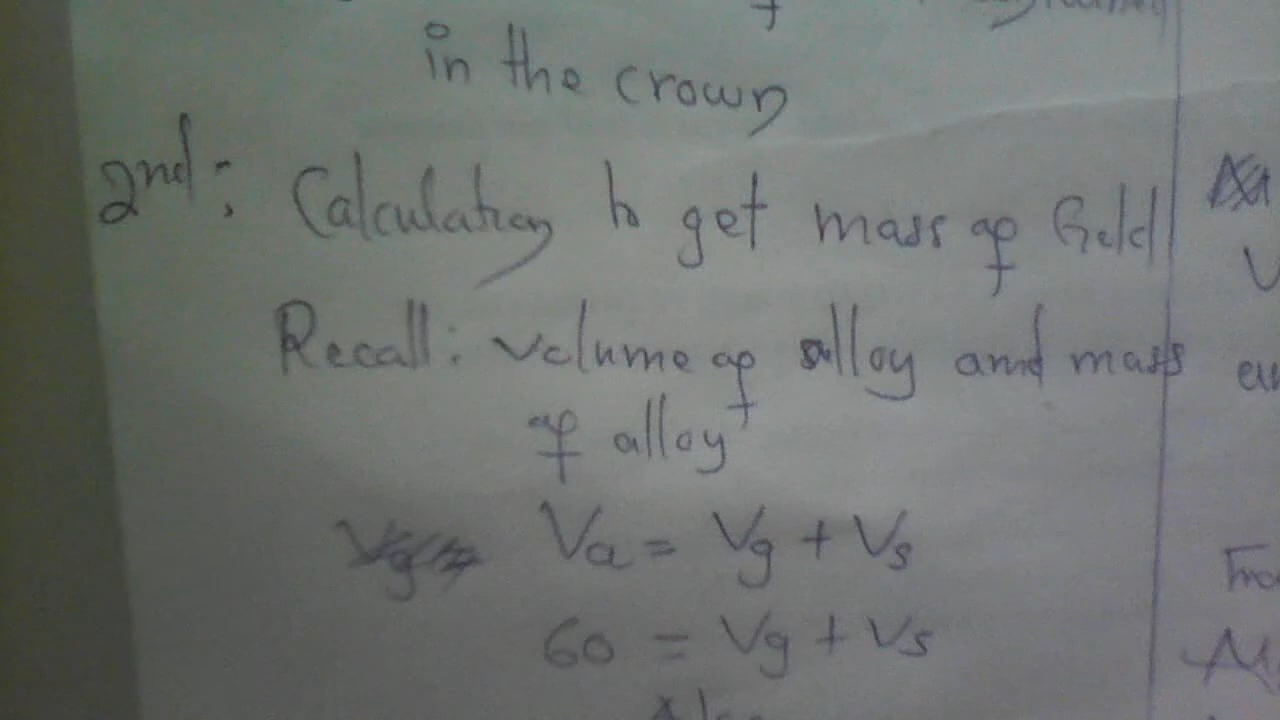 in the crown
2nd: Calculation to get mass of Gold
Recall: volume of alloy and mass
of alloy
Va = Vg + Vs
60 = Vg + Vs